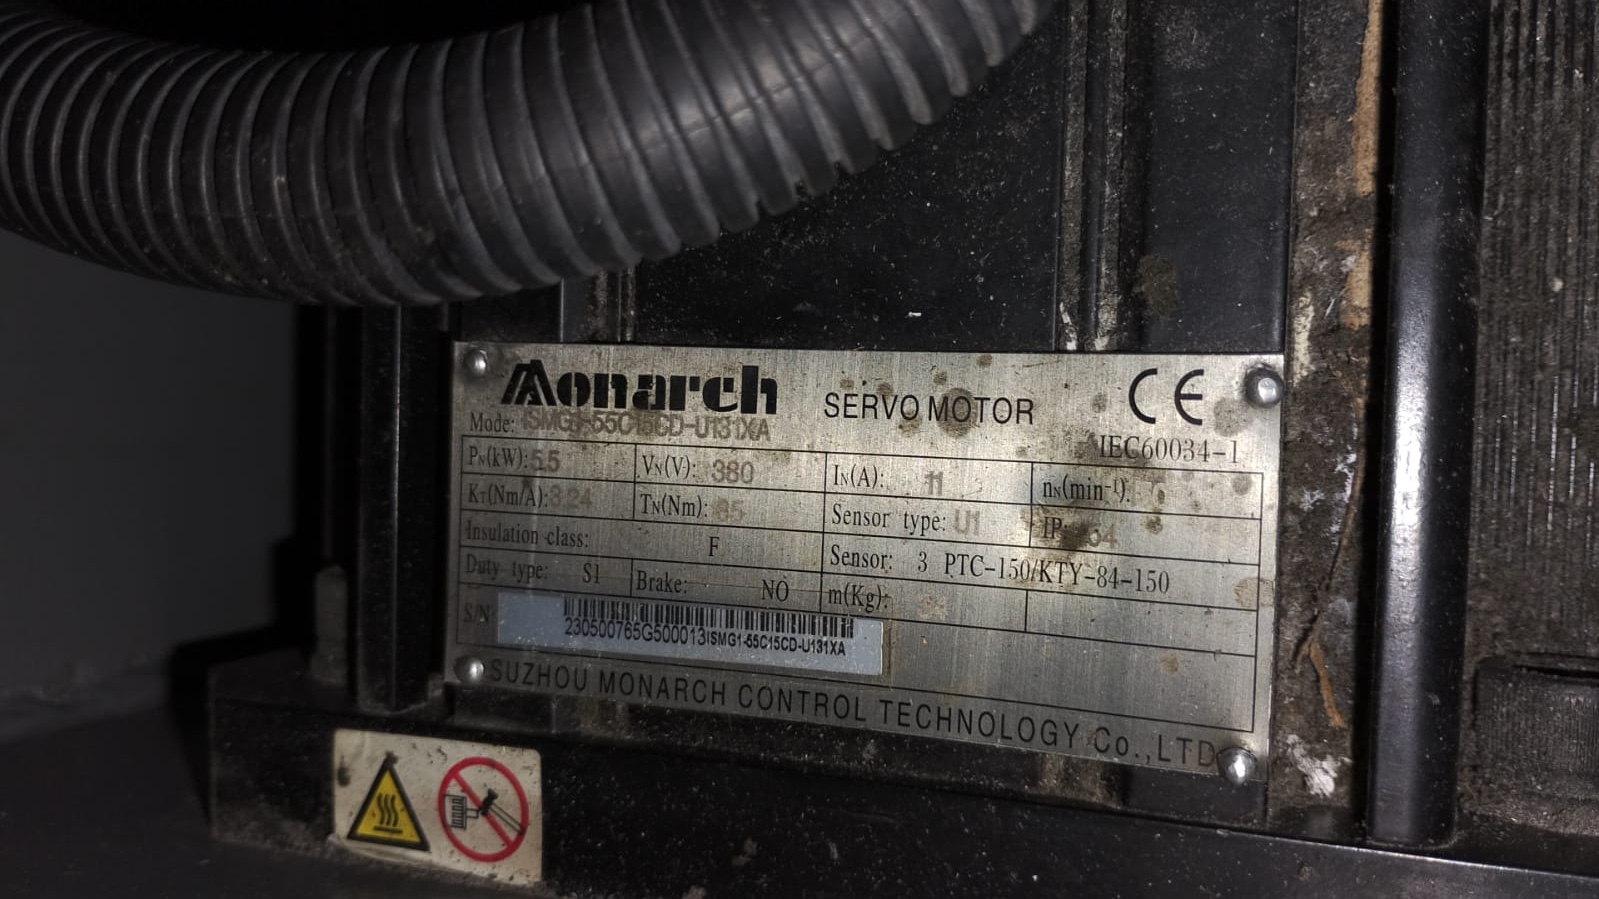 Monarch SERVO MOTOR CE
Mode: ISMG1-55C15CD-U131XA IEC60034-1
PN(kW): 5.5 VN(V): 380 IN(A): 11 nN(min-1):
KT(Nm/A): 3.24 TN(Nm): 35 Sensor type: U1 IP: 54
Insulation class: F Sensor: 3 PTC-150/KTY-84-150
Duty type: S1 Brake: NO m(Kg):
S/N 230500765G500013ISMG1-55C15CD-U131XA
SUZHOU MONARCH CONTROL TECHNOLOGY Co.,LTD